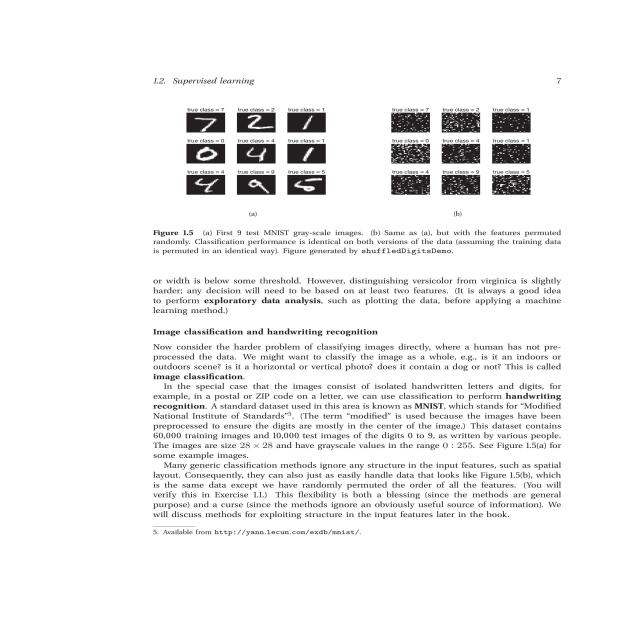 1.2. Supervised learning 7
true class = 7 true class = 2 true class = 1 true class = 7 true class = 2 true class = 1
true class = 0 true class = 4 true class = 1 true class = 0 true class = 4 true class = 1
true class = 4 true class = 9 true class = 5 true class = 4 true class = 9 true class = 5
(a) (b)
Figure 1.5 (a) First 9 test MNIST gray-scale images. (b) Same as (a), but with the features permuted
randomly. Classification performance is identical on both versions of the data (assuming the training data
is permuted in an identical way). Figure generated by shuffledDigitsDemo.
or width is below some threshold. However, distinguishing versicolor from virginica is slightly
harder; any decision will need to be based on at least two features. (It is always a good idea
to perform exploratory data analysis, such as plotting the data, before applying a machine
learning method.)
Image classification and handwriting recognition
Now consider the harder problem of classifying images directly, where a human has not pre-
processed the data. We might want to classify the image as a whole, e.g., is it an indoors or
outdoors scene? is it a horizontal or vertical photo? does it contain a dog or not? This is called
image classification.
In the special case that the images consist of isolated handwritten letters and digits, for
example, in a postal or ZIP code on a letter, we can use classification to perform handwriting
recognition. A standard dataset used in this area is known as MNIST, which stands for “Modified
National Institute of Standards”5. (The term “modified” is used because the images have been
preprocessed to ensure the digits are mostly in the center of the image.) This dataset contains
60,000 training images and 10,000 test images of the digits 0 to 9, as written by various people.
The images are size 28 × 28 and have grayscale values in the range 0 : 255. See Figure 1.5(a) for
some example images.
Many generic classification methods ignore any structure in the input features, such as spatial
layout. Consequently, they can also just as easily handle data that looks like Figure 1.5(b), which
is the same data except we have randomly permuted the order of all the features. (You will
verify this in Exercise 1.1.) This flexibility is both a blessing (since the methods are general
purpose) and a curse (since the methods ignore an obviously useful source of information). We
will discuss methods for exploiting structure in the input features later in the book.
5. Available from http://yann.lecun.com/exdb/mnist/.